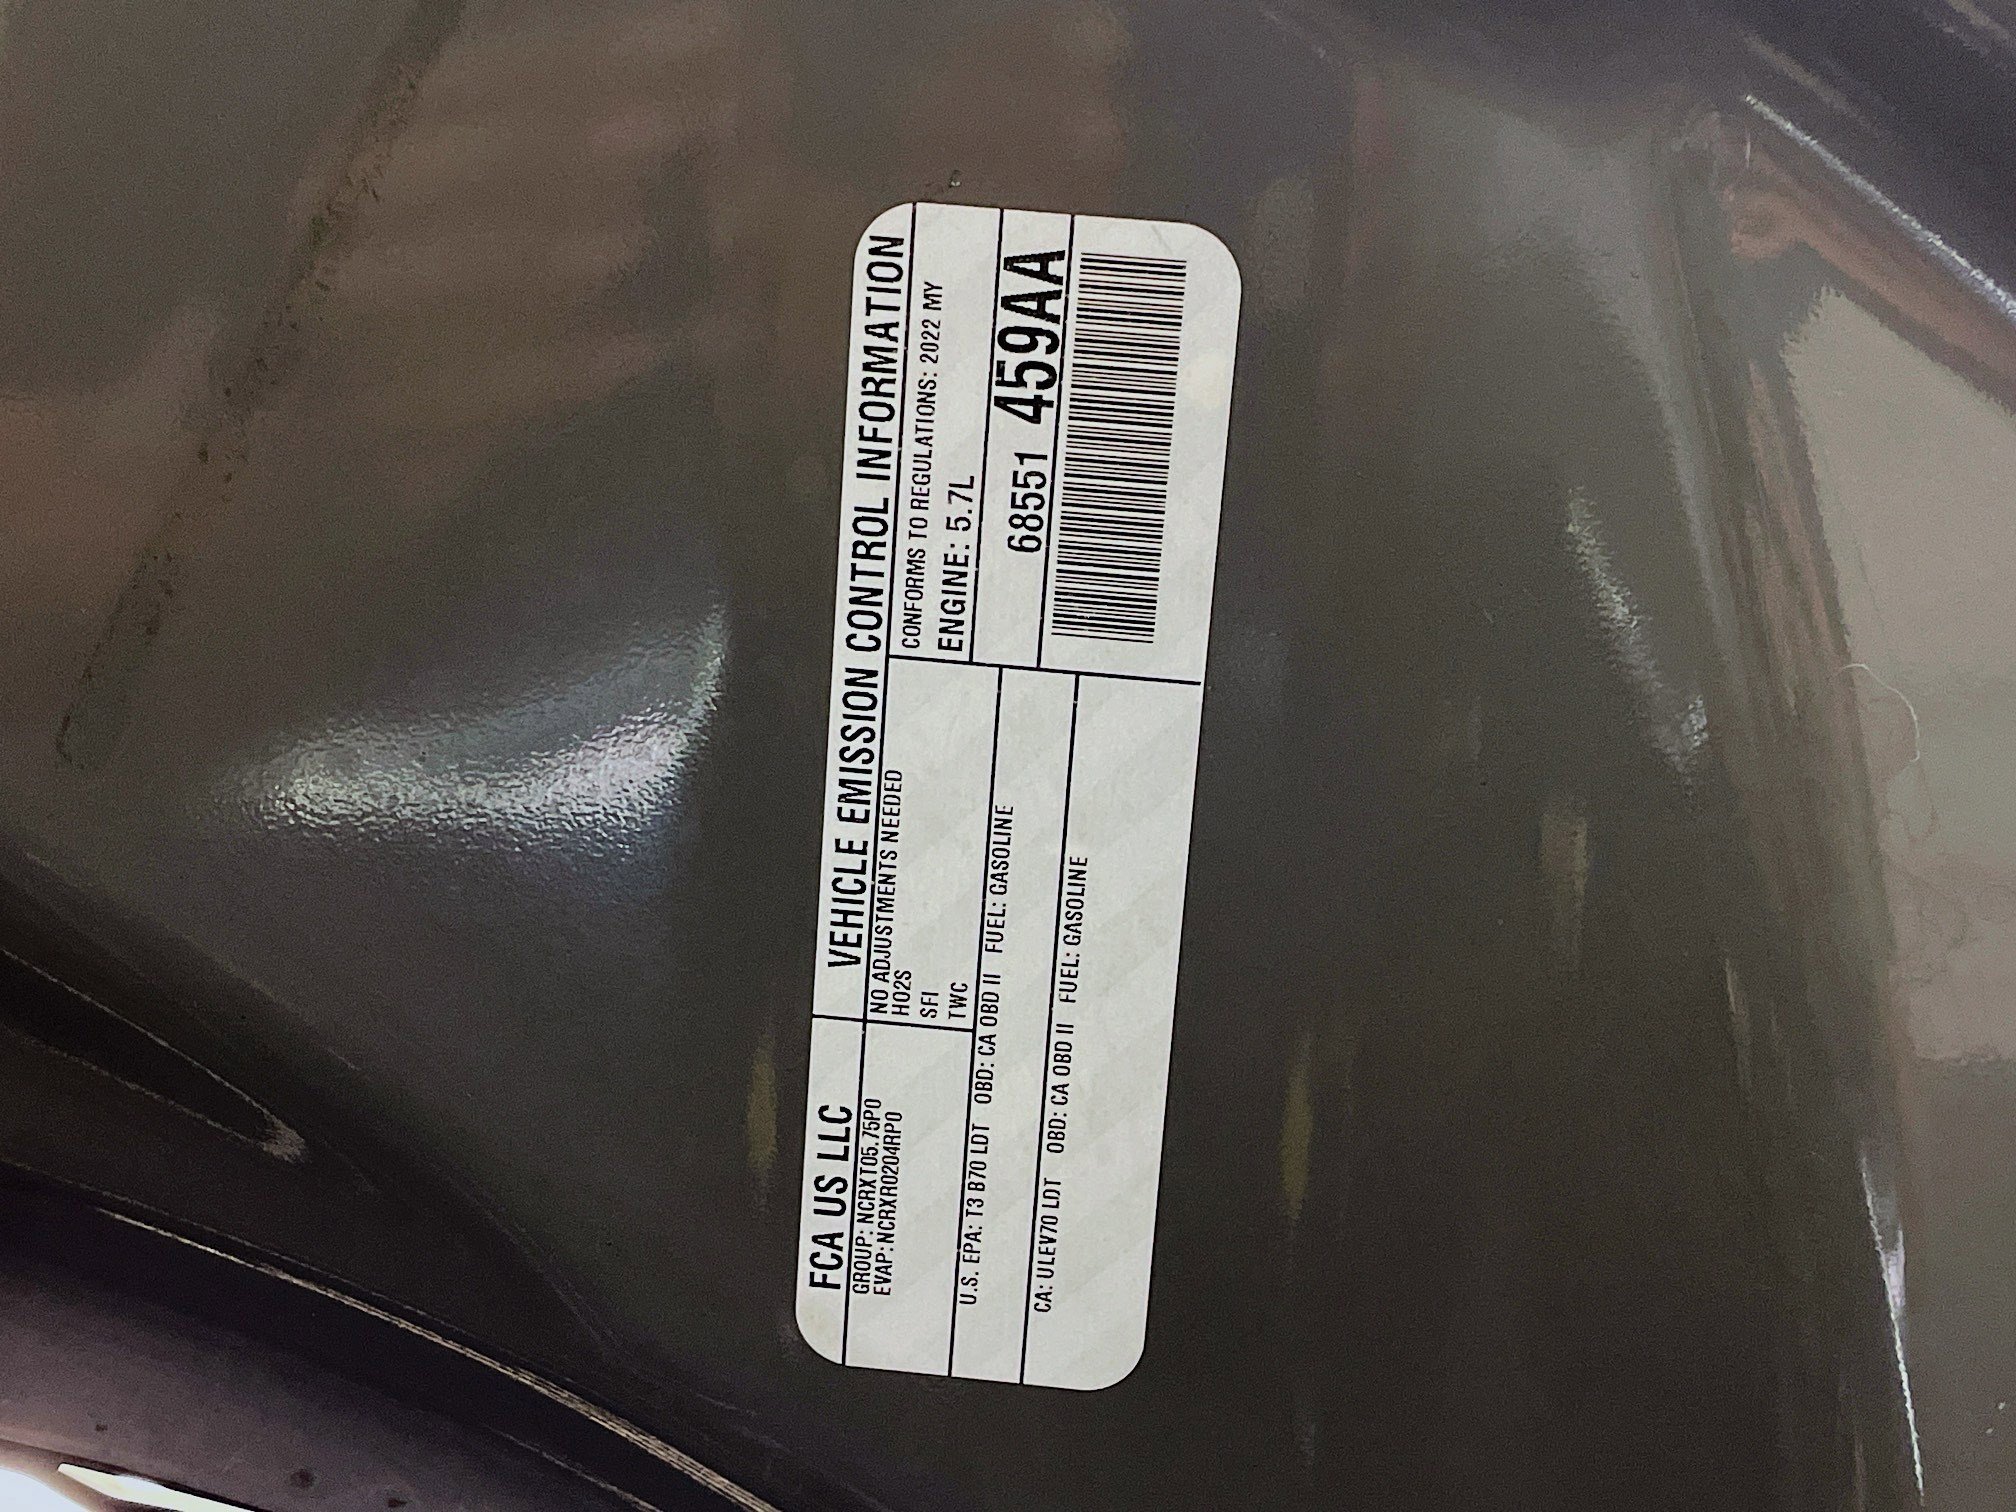 FCA US LLC VEHICLE EMISSION CONTROL INFORMATION
GROUP: NCRXT05.75P0
EVAP: NCRXR0204RP0
NO ADJUSTMENTS NEEDED
HO2S
SFI
TWC
CONFORMS TO REGULATIONS: 2022 MY
ENGINE: 5.7L
U.S. EPA: T3 B70 LDT OBD: CA OBD II FUEL: GASOLINE
CA: ULEV70 LDT OBD: CA OBD II FUEL: GASOLINE
68551 459AA